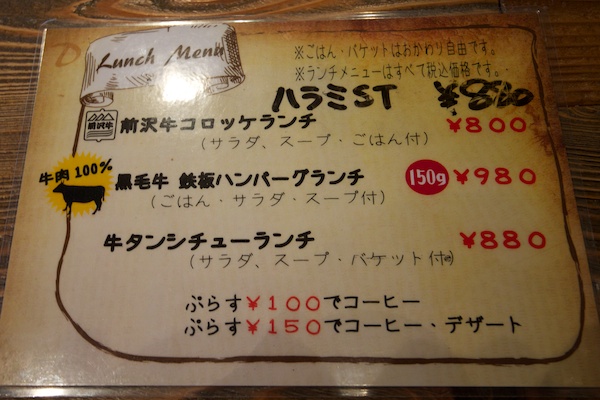 Lunch Menu
※ごはん・バケットはおかわり自由です。
※ランチメニューはすべて税込価格です。
ハラミST
前沢牛
前沢牛コロッケランチ ¥800
(サラダ、スープ・ごはん付)
牛肉100%
黒毛牛 鉄板ハンバーグランチ 150g ¥980
(ごはん・サラダ・スープ付)
牛タンシチューランチ ¥880
(サラダ、スープ・バケット付)
ぷらす¥100でコーヒー
ぷらす¥150でコーヒー・デザート